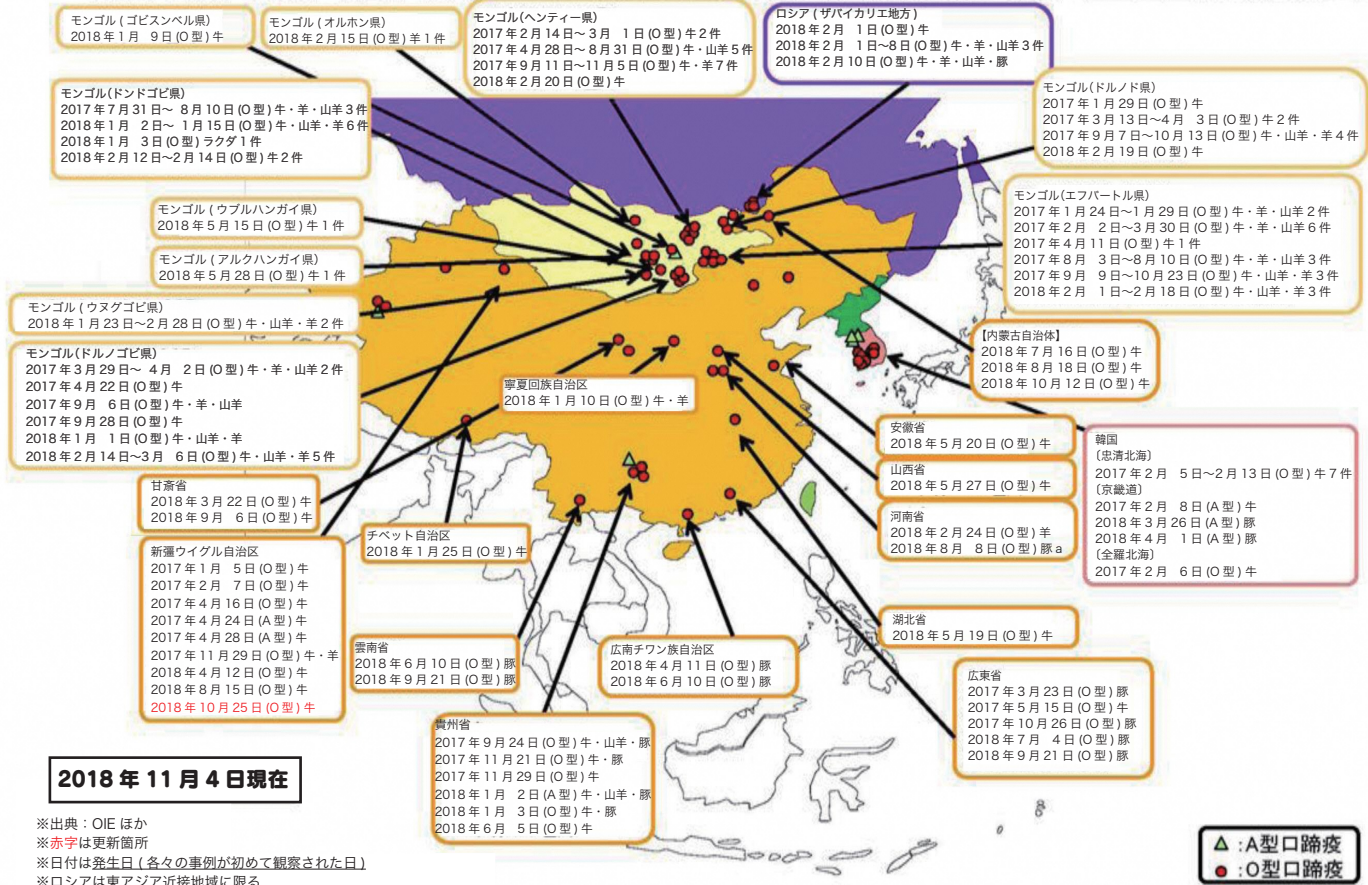 モンゴル ( ゴビスンベル県 )
2018 年 1 月　9 日 (O 型 ) 牛
モンゴル ( オルホン県 )
2018 年 2 月 15 日 (O 型 ) 羊 1 件
モンゴル(ヘンティー県)
2017 年 2 月 14 日～ 3 月　1 日 (O 型 ) 牛 2 件
2017 年 4 月 28 日～ 8 月 31 日 (O 型 ) 牛・山羊 5 件
2017 年 9 月 11 日～11 月 5 日 (O 型 ) 牛・羊 7 件
2018 年 2 月 20 日 (O 型 ) 牛
ロシア ( ザバイカリエ地方 )
2018 年 2 月　1 日 (O 型 ) 牛
2018 年 2 月　1 日～8 日 (O 型 ) 牛・羊・山羊 3 件
2018 年 2 月 10 日 (O 型 ) 牛・羊・山羊・豚
モンゴル(ドンドゴビ県)
2017 年 7 月 31 日～ 8 月 10 日 (O 型 ) 牛・羊・山羊 3 件
2018 年 1 月　2 日～ 1 月 15 日 (O 型 ) 牛・山羊・羊 6 件
2018 年 1 月　3 日 (O 型 ) ラクダ 1 件
2018 年 2 月 12 日～2 月 14 日 (O 型 ) 牛 2 件
モンゴル(ドルノド県)
2017 年 1 月 29 日 (O 型 ) 牛
2017 年 3 月 13 日～4 月　3 日 (O 型 ) 牛 2 件
2017 年 9 月 7 日～10 月 13 日 (O 型 ) 牛・山羊・羊 4 件
2018 年 2 月 19 日 (O 型 ) 牛
モンゴル ( ウブルハンガイ県 )
2018 年 5 月 15 日 (O 型 ) 牛 1 件
モンゴル(エフバートル県)
2017 年 1 月 24 日～1 月 29 日 (O 型 ) 牛・羊・山羊 2 件
2017 年 2 月　2 日～3 月 30 日 (O 型 ) 牛・羊・山羊 6 件
2017 年 4 月 11 日 (O 型 ) 牛 1 件
2017 年 8 月　3 日～8 月 10 日 (O 型 ) 牛・羊・山羊 3 件
2017 年 9 月　9 日～10 月 23 日 (O 型 ) 牛・山羊・羊 3 件
2018 年 2 月　1 日～2 月 18 日 (O 型 ) 牛・山羊・羊 3 件
モンゴル ( アルクハンガイ県 )
2018 年 5 月 28 日 (O 型 ) 牛 1 件
モンゴル ( ウヌグゴビ県 )
2018 年 1 月 23 日～2 月 28 日 (O 型 ) 牛・山羊・羊 2 件
モンゴル(ドルノゴビ県)
2017 年 3 月 29 日～ 4 月　2 日 (O 型 ) 牛・羊・山羊 2 件
2017 年 4 月 22 日 (O 型 ) 牛
2017 年 9 月　6 日 (O 型 ) 牛・羊・山羊
2017 年 9 月 28 日 (O 型 ) 牛
2018 年 1 月　1 日 (O 型 ) 牛・山羊・羊
2018 年 2 月 14 日～3 月　6 日 (O 型 ) 牛・山羊・羊 5 件
【内蒙古自治体】
2018 年 7 月 16 日 (O 型 ) 牛
2018 年 8 月 18 日 (O 型 ) 牛
2018 年 10 月 12 日 (O 型 ) 牛
寧夏回族自治区
2018 年 1 月 10 日 (O 型 ) 牛・羊
安徽省
2018 年 5 月 20 日 (O 型 ) 牛
山西省
2018 年 5 月 27 日 (O 型 ) 牛
韓国
〔忠清北海〕
2017 年 2 月　5 日～2 月 13 日 (O 型 ) 牛 7 件
〔京畿道〕
2017 年 2 月　8 日 (A 型 ) 牛
2018 年 3 月 26 日 (A 型 ) 豚
2018 年 4 月　1 日 (A 型 ) 豚
〔全羅北海〕
2017 年 2 月　6 日 (O 型 ) 牛
甘斎省
2018 年 3 月 22 日 (O 型 ) 牛
2018 年 9 月　6 日 (O 型 ) 牛
河南省
2018 年 2 月 24 日 (O 型 ) 羊
2018 年 8 月　8 日 (O 型 ) 豚 a
チベット自治区
2018 年 1 月 25 日 (O 型 ) 牛
新疆ウイグル自治区
2017 年 1 月　5 日 (O 型 ) 牛
2017 年 2 月　7 日 (O 型 ) 牛
2017 年 4 月 16 日 (O 型 ) 牛
2017 年 4 月 24 日 (A 型 ) 牛
2017 年 4 月 28 日 (A 型 ) 牛
2017 年 11 月 29 日 (O 型 ) 牛・羊
2018 年 4 月 12 日 (O 型 ) 牛
2018 年 8 月 15 日 (O 型 ) 牛
2018 年 10 月 25 日 (O 型 ) 牛
湖北省
2018 年 5 月 19 日 (O 型 ) 牛
雲南省
2018 年 6 月 10 日 (O 型 ) 豚
2018 年 9 月 21 日 (O 型 ) 豚
広南チワン族自治区
2018 年 4 月 11 日 (O 型 ) 豚
2018 年 6 月 10 日 (O 型 ) 豚
広東省
2017 年 3 月 23 日 (O 型 ) 豚
2017 年 5 月 15 日 (O 型 ) 牛
2017 年 10 月 26 日 (O 型 ) 豚
2018 年 7 月　4 日 (O 型 ) 豚
2018 年 9 月 21 日 (O 型 ) 豚
貴州省
2017 年 9 月 24 日 (O 型 ) 牛・山羊・豚
2017 年 11 月 21 日 (O 型 ) 牛・豚
2017 年 11 月 29 日 (O 型 ) 牛
2018 年 1 月　2 日 (A 型 ) 牛・山羊・豚
2018 年 1 月　3 日 (O 型 ) 牛・豚
2018 年 6 月　5 日 (O 型 ) 牛
2018 年 11 月 4 日現在
※出典：OIE ほか
※赤字は更新箇所
※日付は発生日 ( 各々の事例が初めて観察された日 )
※ロシアは東アジア近接地域に限る
:A型口蹄疫
:O型口蹄疫